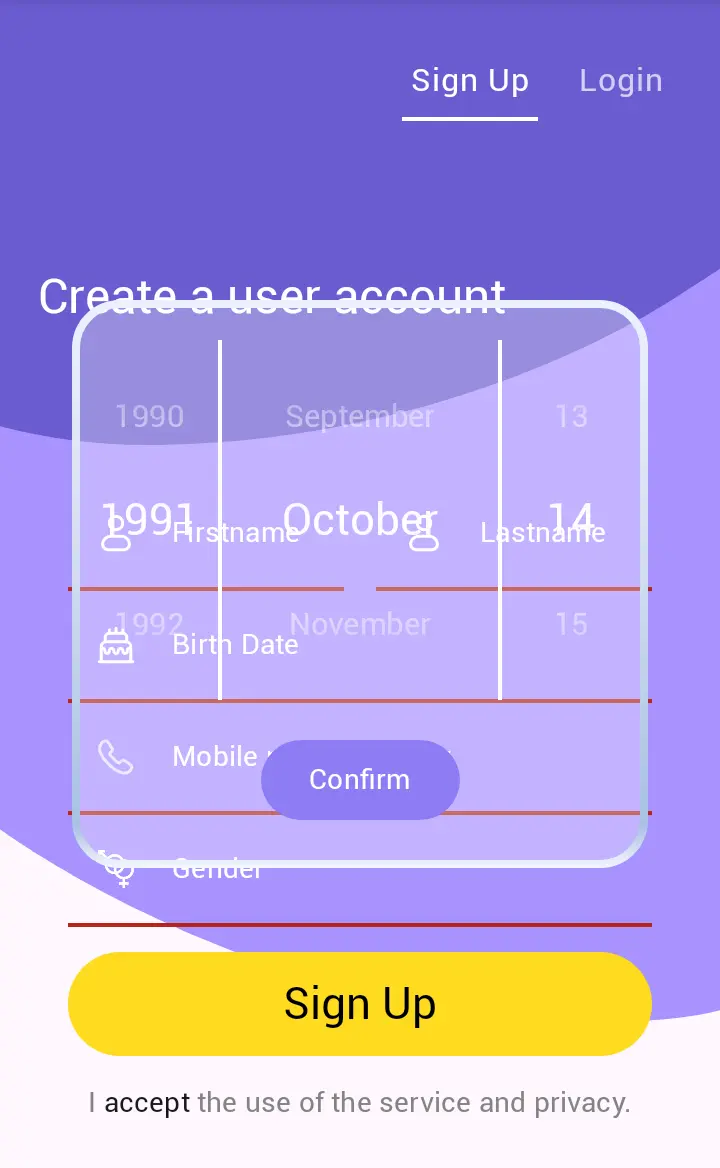 Sign Up Login
Create a user account
1990 September 13
1991 October 14
Firstname Lastname
1992 November 15
Birth Date
Mobile
Confirm
Gender
Sign Up
I accept the use of the service and privacy.